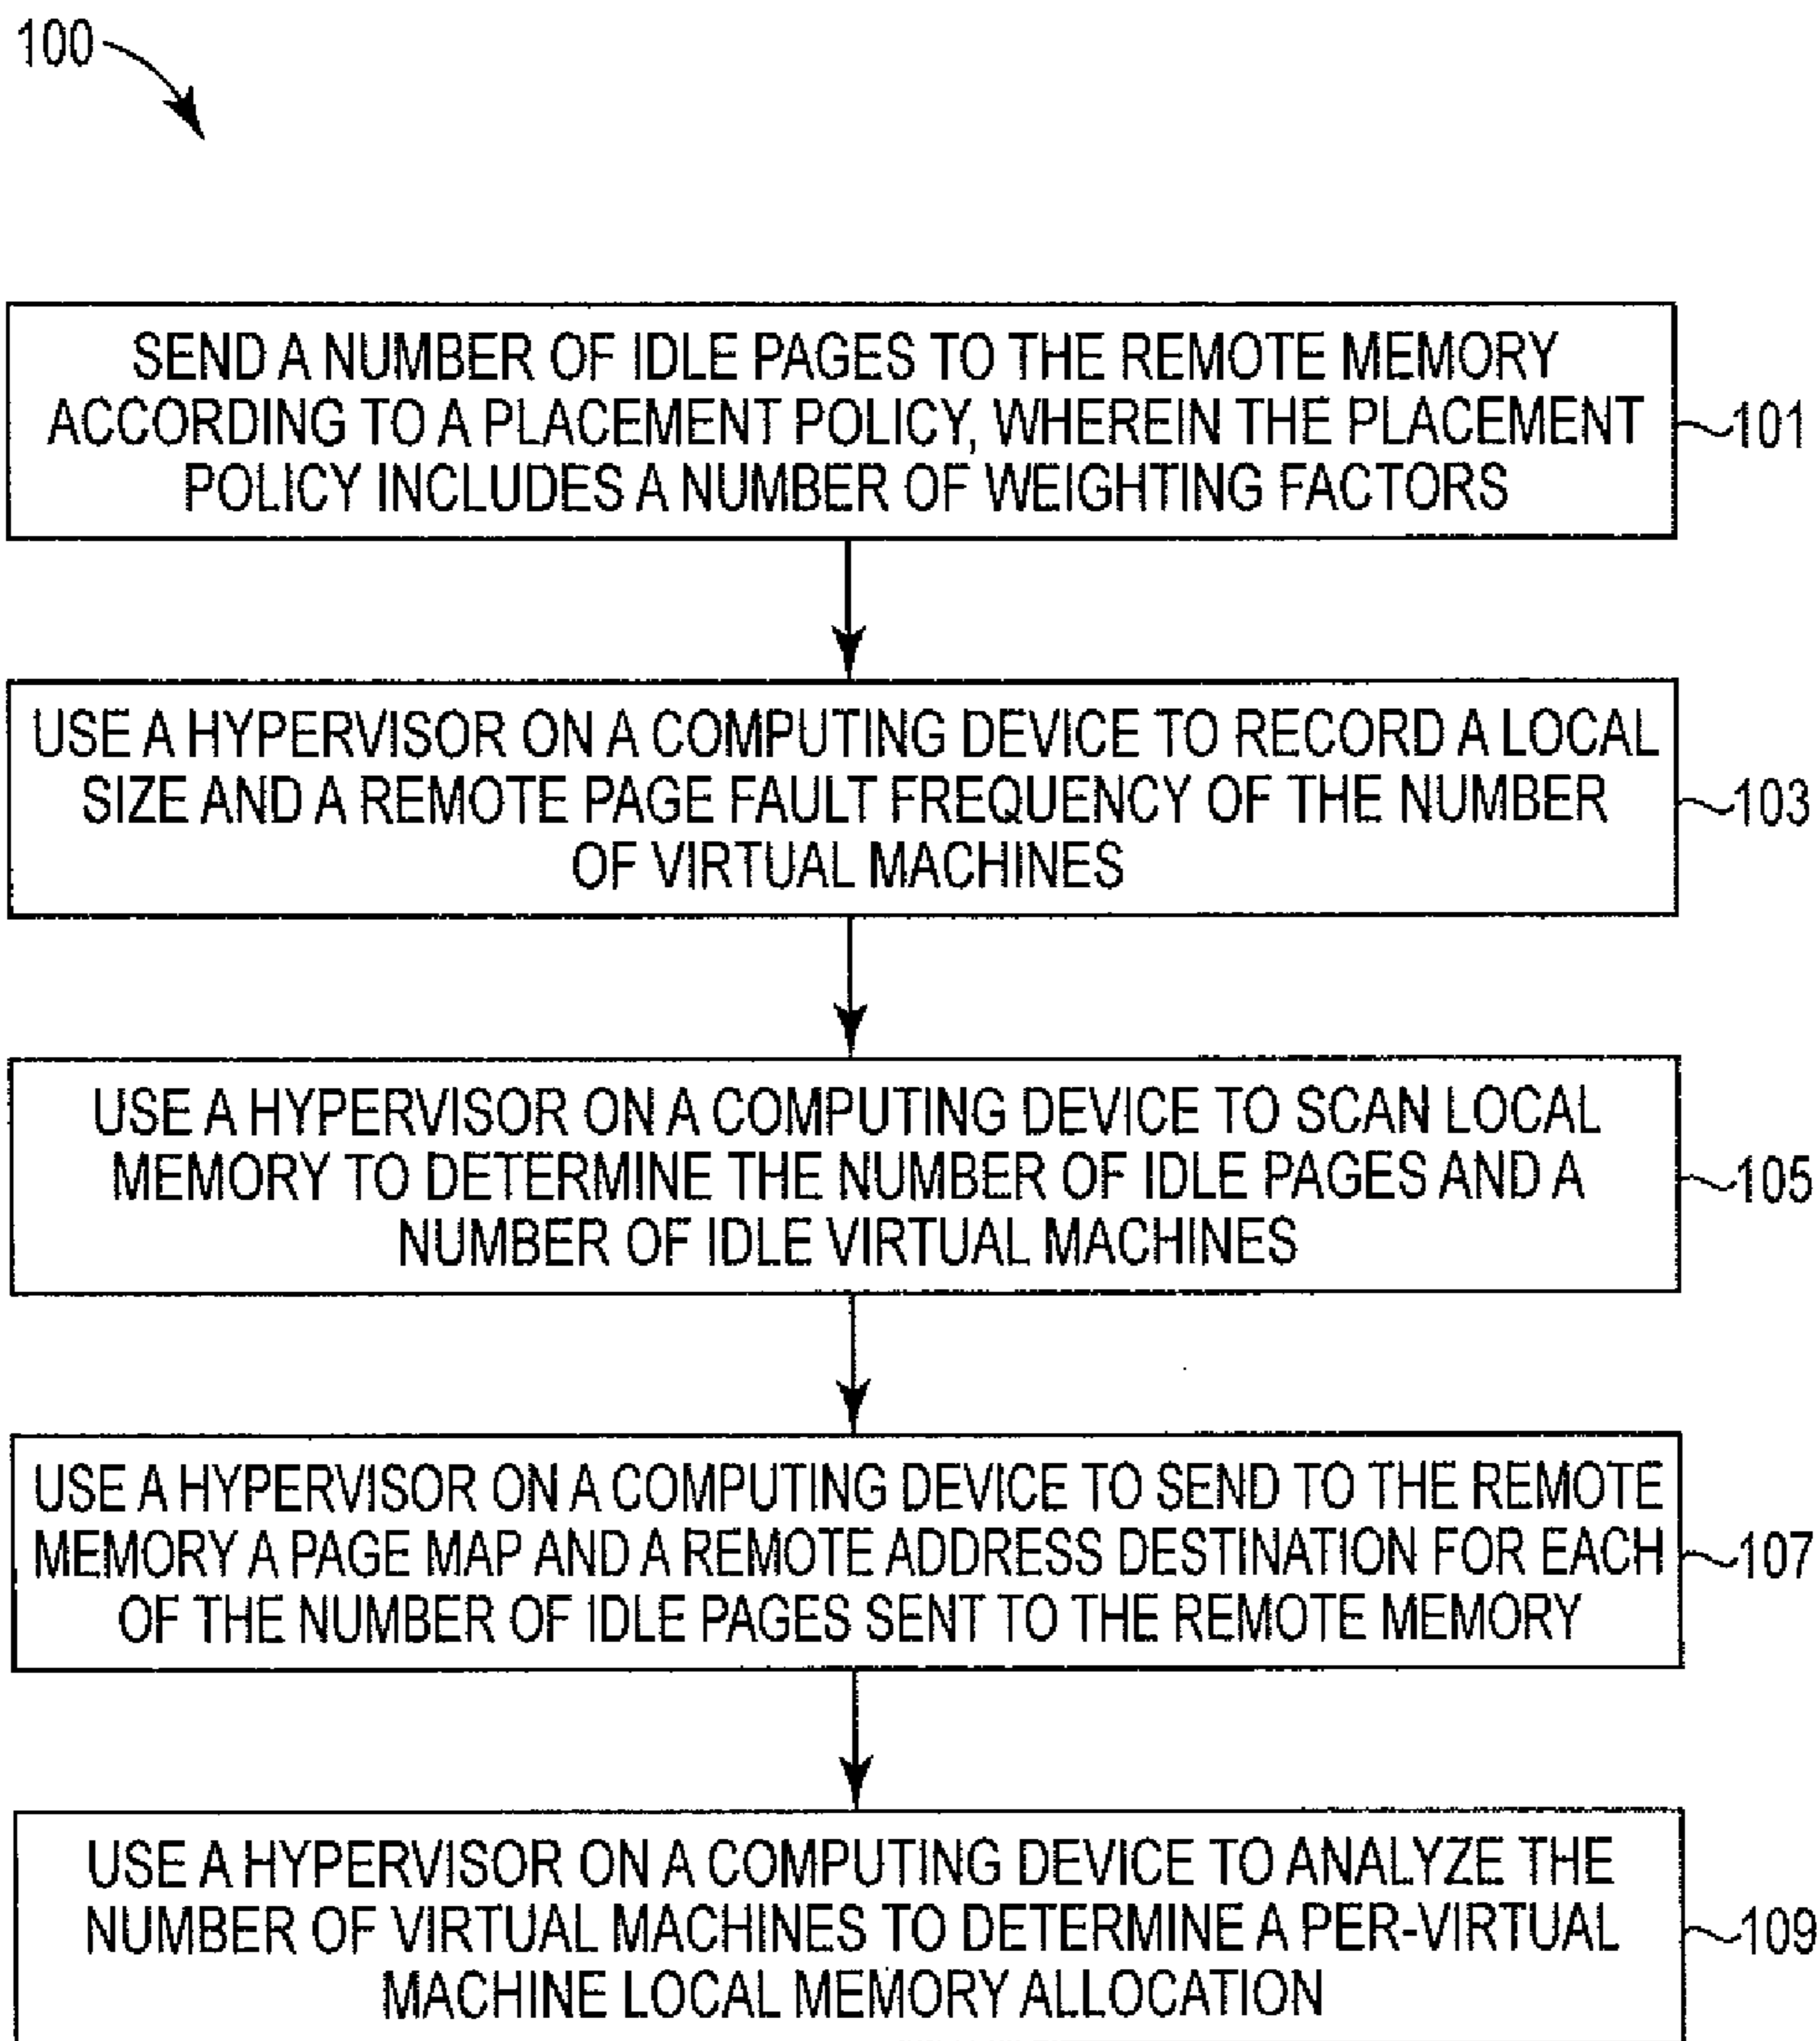 100
SEND A NUMBER OF IDLE PAGES TO THE REMOTE MEMORY
ACCORDING TO A PLACEMENT POLICY, WHEREIN THE PLACEMENT
POLICY INCLUDES A NUMBER OF WEIGHTING FACTORS
101
USE A HYPERVISOR ON A COMPUTING DEVICE TO RECORD A LOCAL
SIZE AND A REMOTE PAGE FAULT FREQUENCY OF THE NUMBER
OF VIRTUAL MACHINES
103
USE A HYPERVISOR ON A COMPUTING DEVICE TO SCAN LOCAL
MEMORY TO DETERMINE THE NUMBER OF IDLE PAGES AND A
NUMBER OF IDLE VIRTUAL MACHINES
105
USE A HYPERVISOR ON A COMPUTING DEVICE TO SEND TO THE REMOTE
MEMORY A PAGE MAP AND A REMOTE ADDRESS DESTINATION FOR EACH
OF THE NUMBER OF IDLE PAGES SENT TO THE REMOTE MEMORY
107
USE A HYPERVISOR ON A COMPUTING DEVICE TO ANALYZE THE
NUMBER OF VIRTUAL MACHINES TO DETERMINE A PER-VIRTUAL
MACHINE LOCAL MEMORY ALLOCATION
109